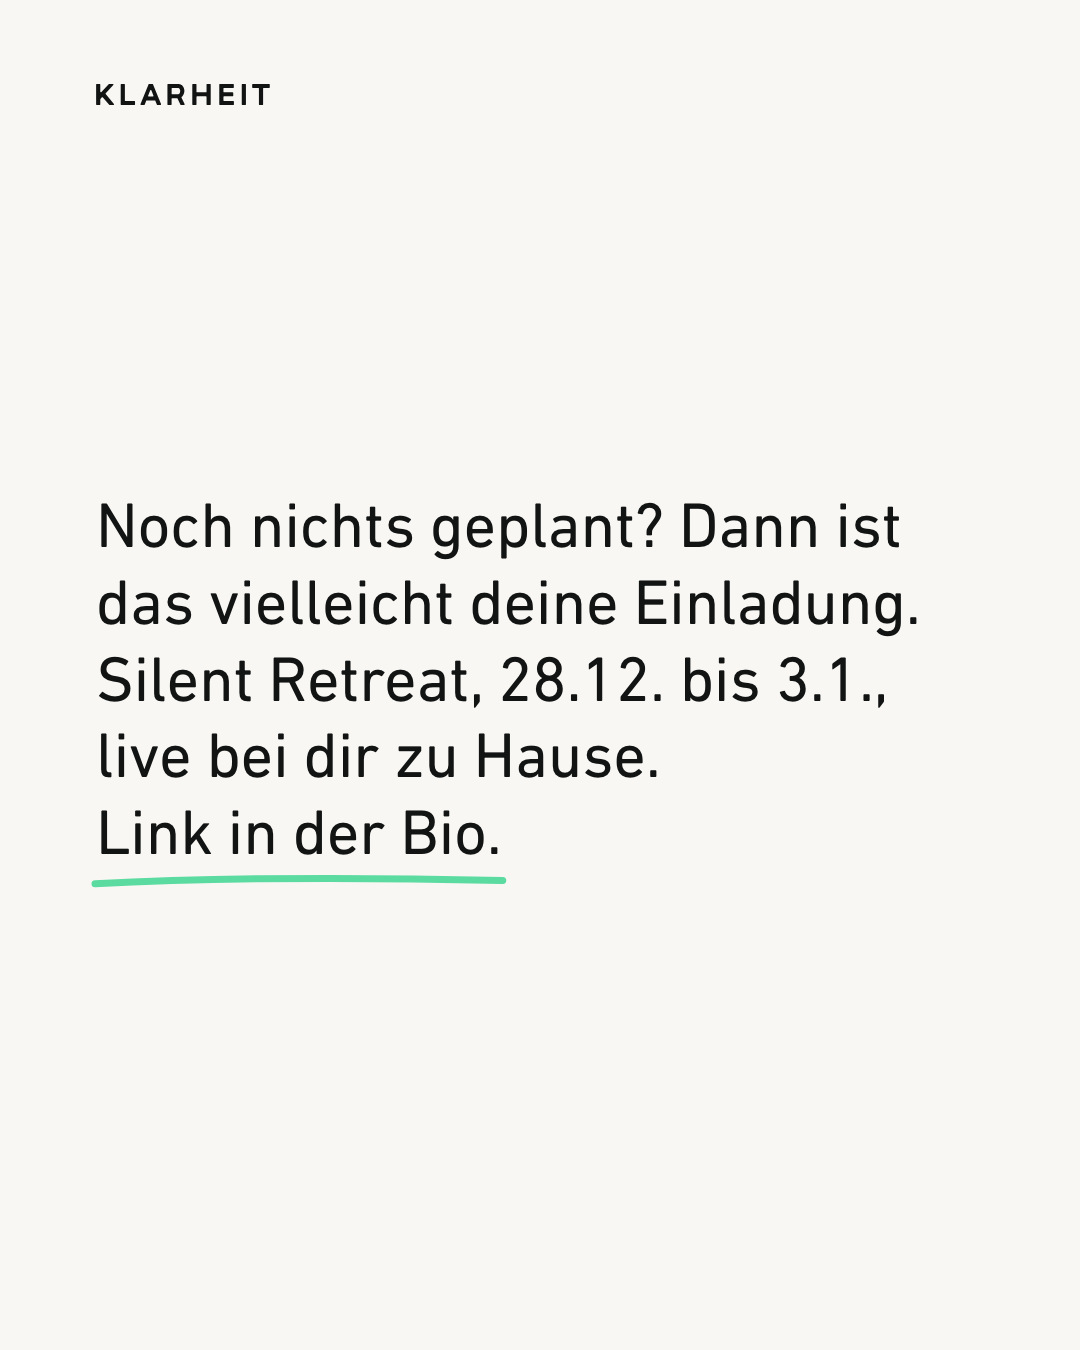 KLARHEIT
Noch nichts geplant? Dann ist
das vielleicht deine Einladung.
Silent Retreat, 28.12. bis 3.1.,
live bei dir zu Hause.
Link in der Bio.